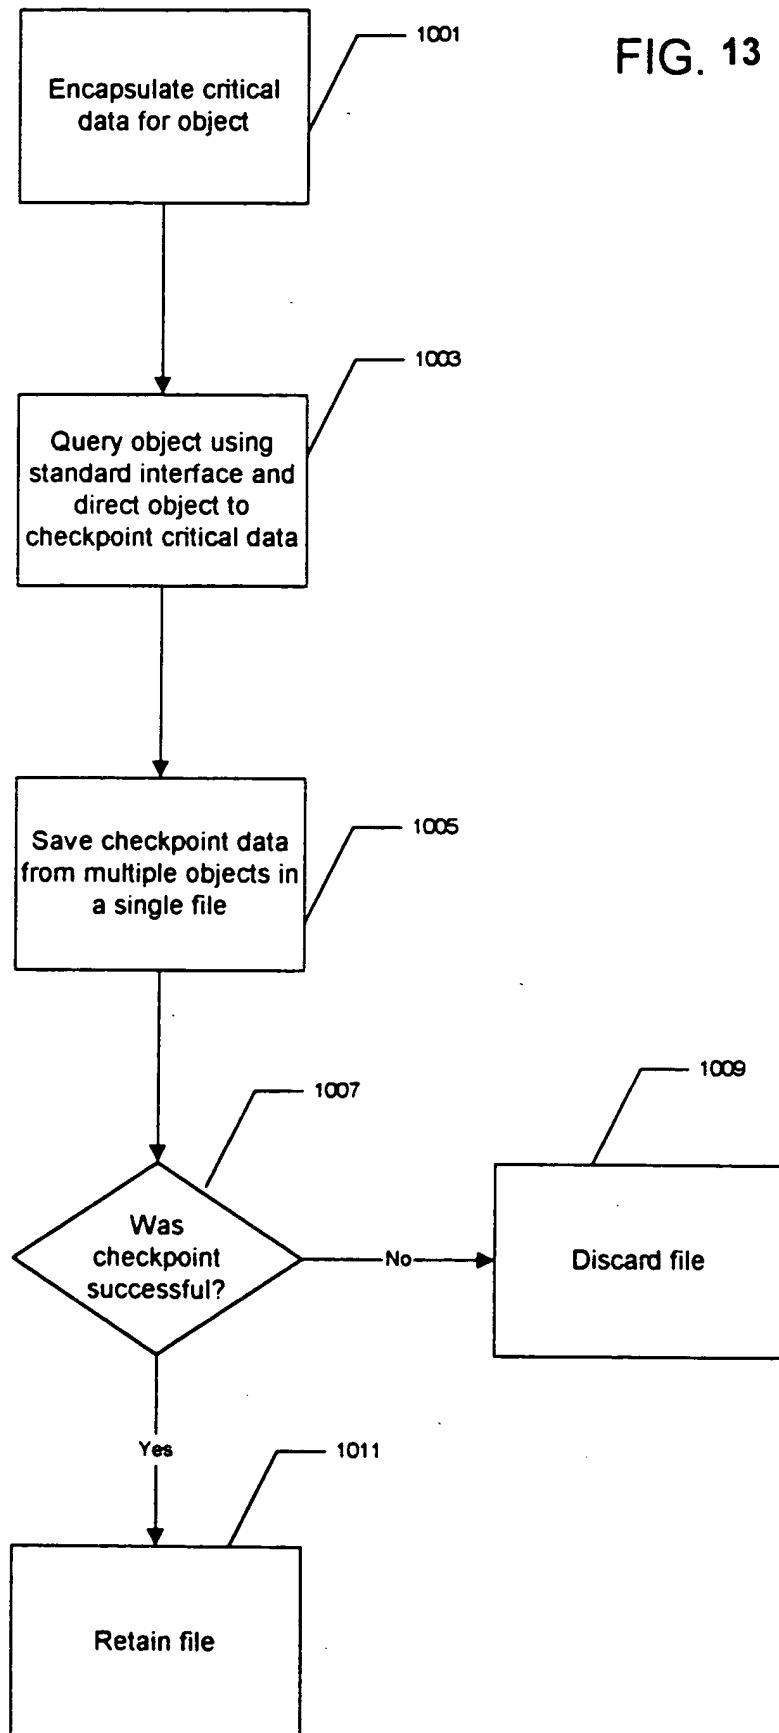 1001
FIG. 13
Encapsulate critical
data for object
1003
Query object using
standard interface and
direct object to
checkpoint critical data
1005
Save checkpoint data
from multiple objects in
a single file
1007
1009
Was
checkpoint
successful?
No
Discard file
Yes
1011
Retain file